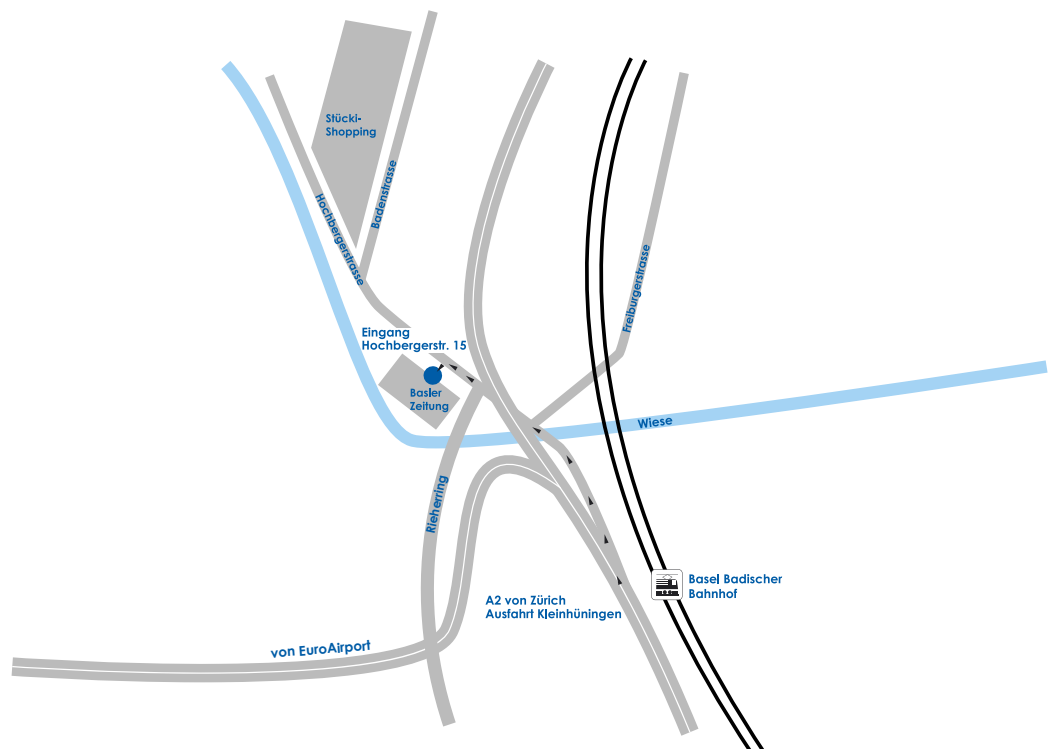 Stücki-
Shopping
Badenstrasse
Hochbergerstrasse
Freiburgerstrasse
Eingang
Hochbergerstr. 15
Basler
Zeitung
Wiese
Rieherring
Basel Badischer
Bahnhof
A2 von Zürich
Ausfahrt Kleinhüningen
von EuroAirport